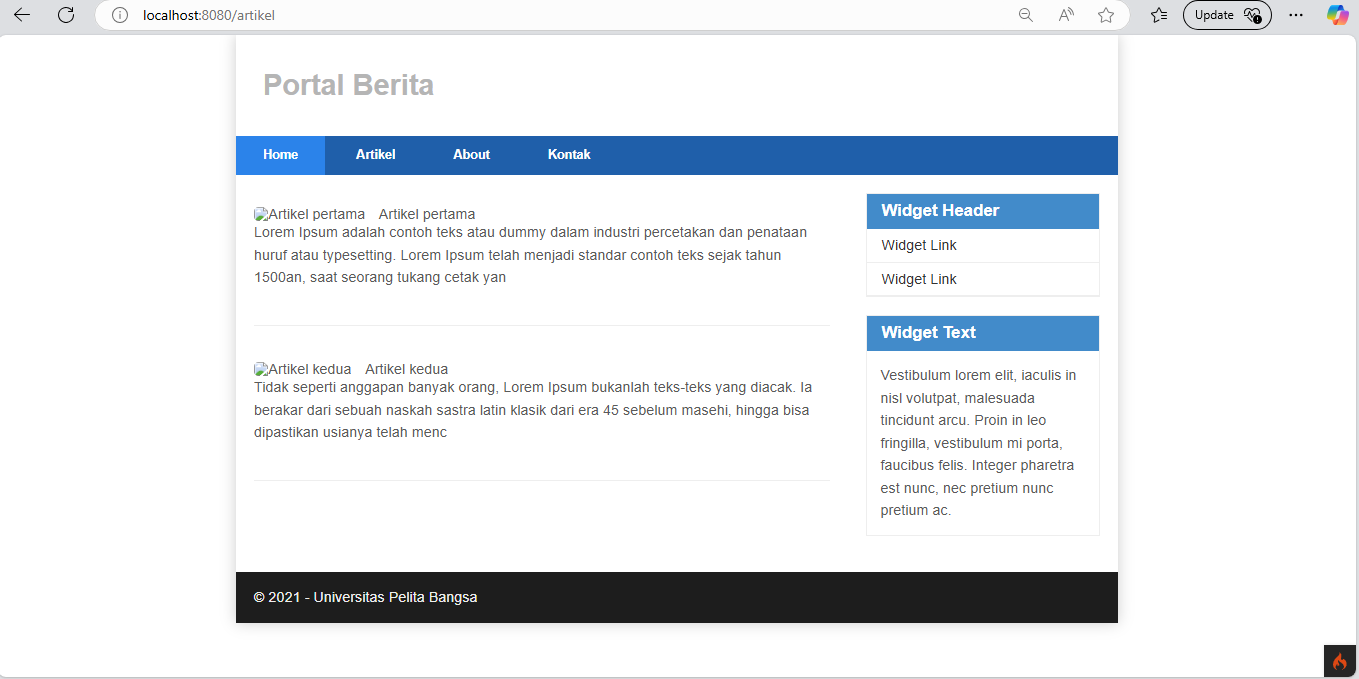 localhost:8080/artikel
Update
Portal Berita
Home Artikel About Kontak
Artikel pertama Artikel pertama
Lorem Ipsum adalah contoh teks atau dummy dalam industri percetakan dan penataan
huruf atau typesetting. Lorem Ipsum telah menjadi standar contoh teks sejak tahun
1500an, saat seorang tukang cetak yan
Artikel kedua Artikel kedua
Tidak seperti anggapan banyak orang, Lorem Ipsum bukanlah teks-teks yang diacak. Ia
berakar dari sebuah naskah sastra latin klasik dari era 45 sebelum masehi, hingga bisa
dipastikan usianya telah menc
Widget Header
Widget Link
Widget Link
Widget Text
Vestibulum lorem elit, iaculis in
nisl volutpat, malesuada
tincidunt arcu. Proin in leo
fringilla, vestibulum mi porta,
faucibus felis. Integer pharetra
est nunc, nec pretium nunc
pretium ac.
© 2021 - Universitas Pelita Bangsa